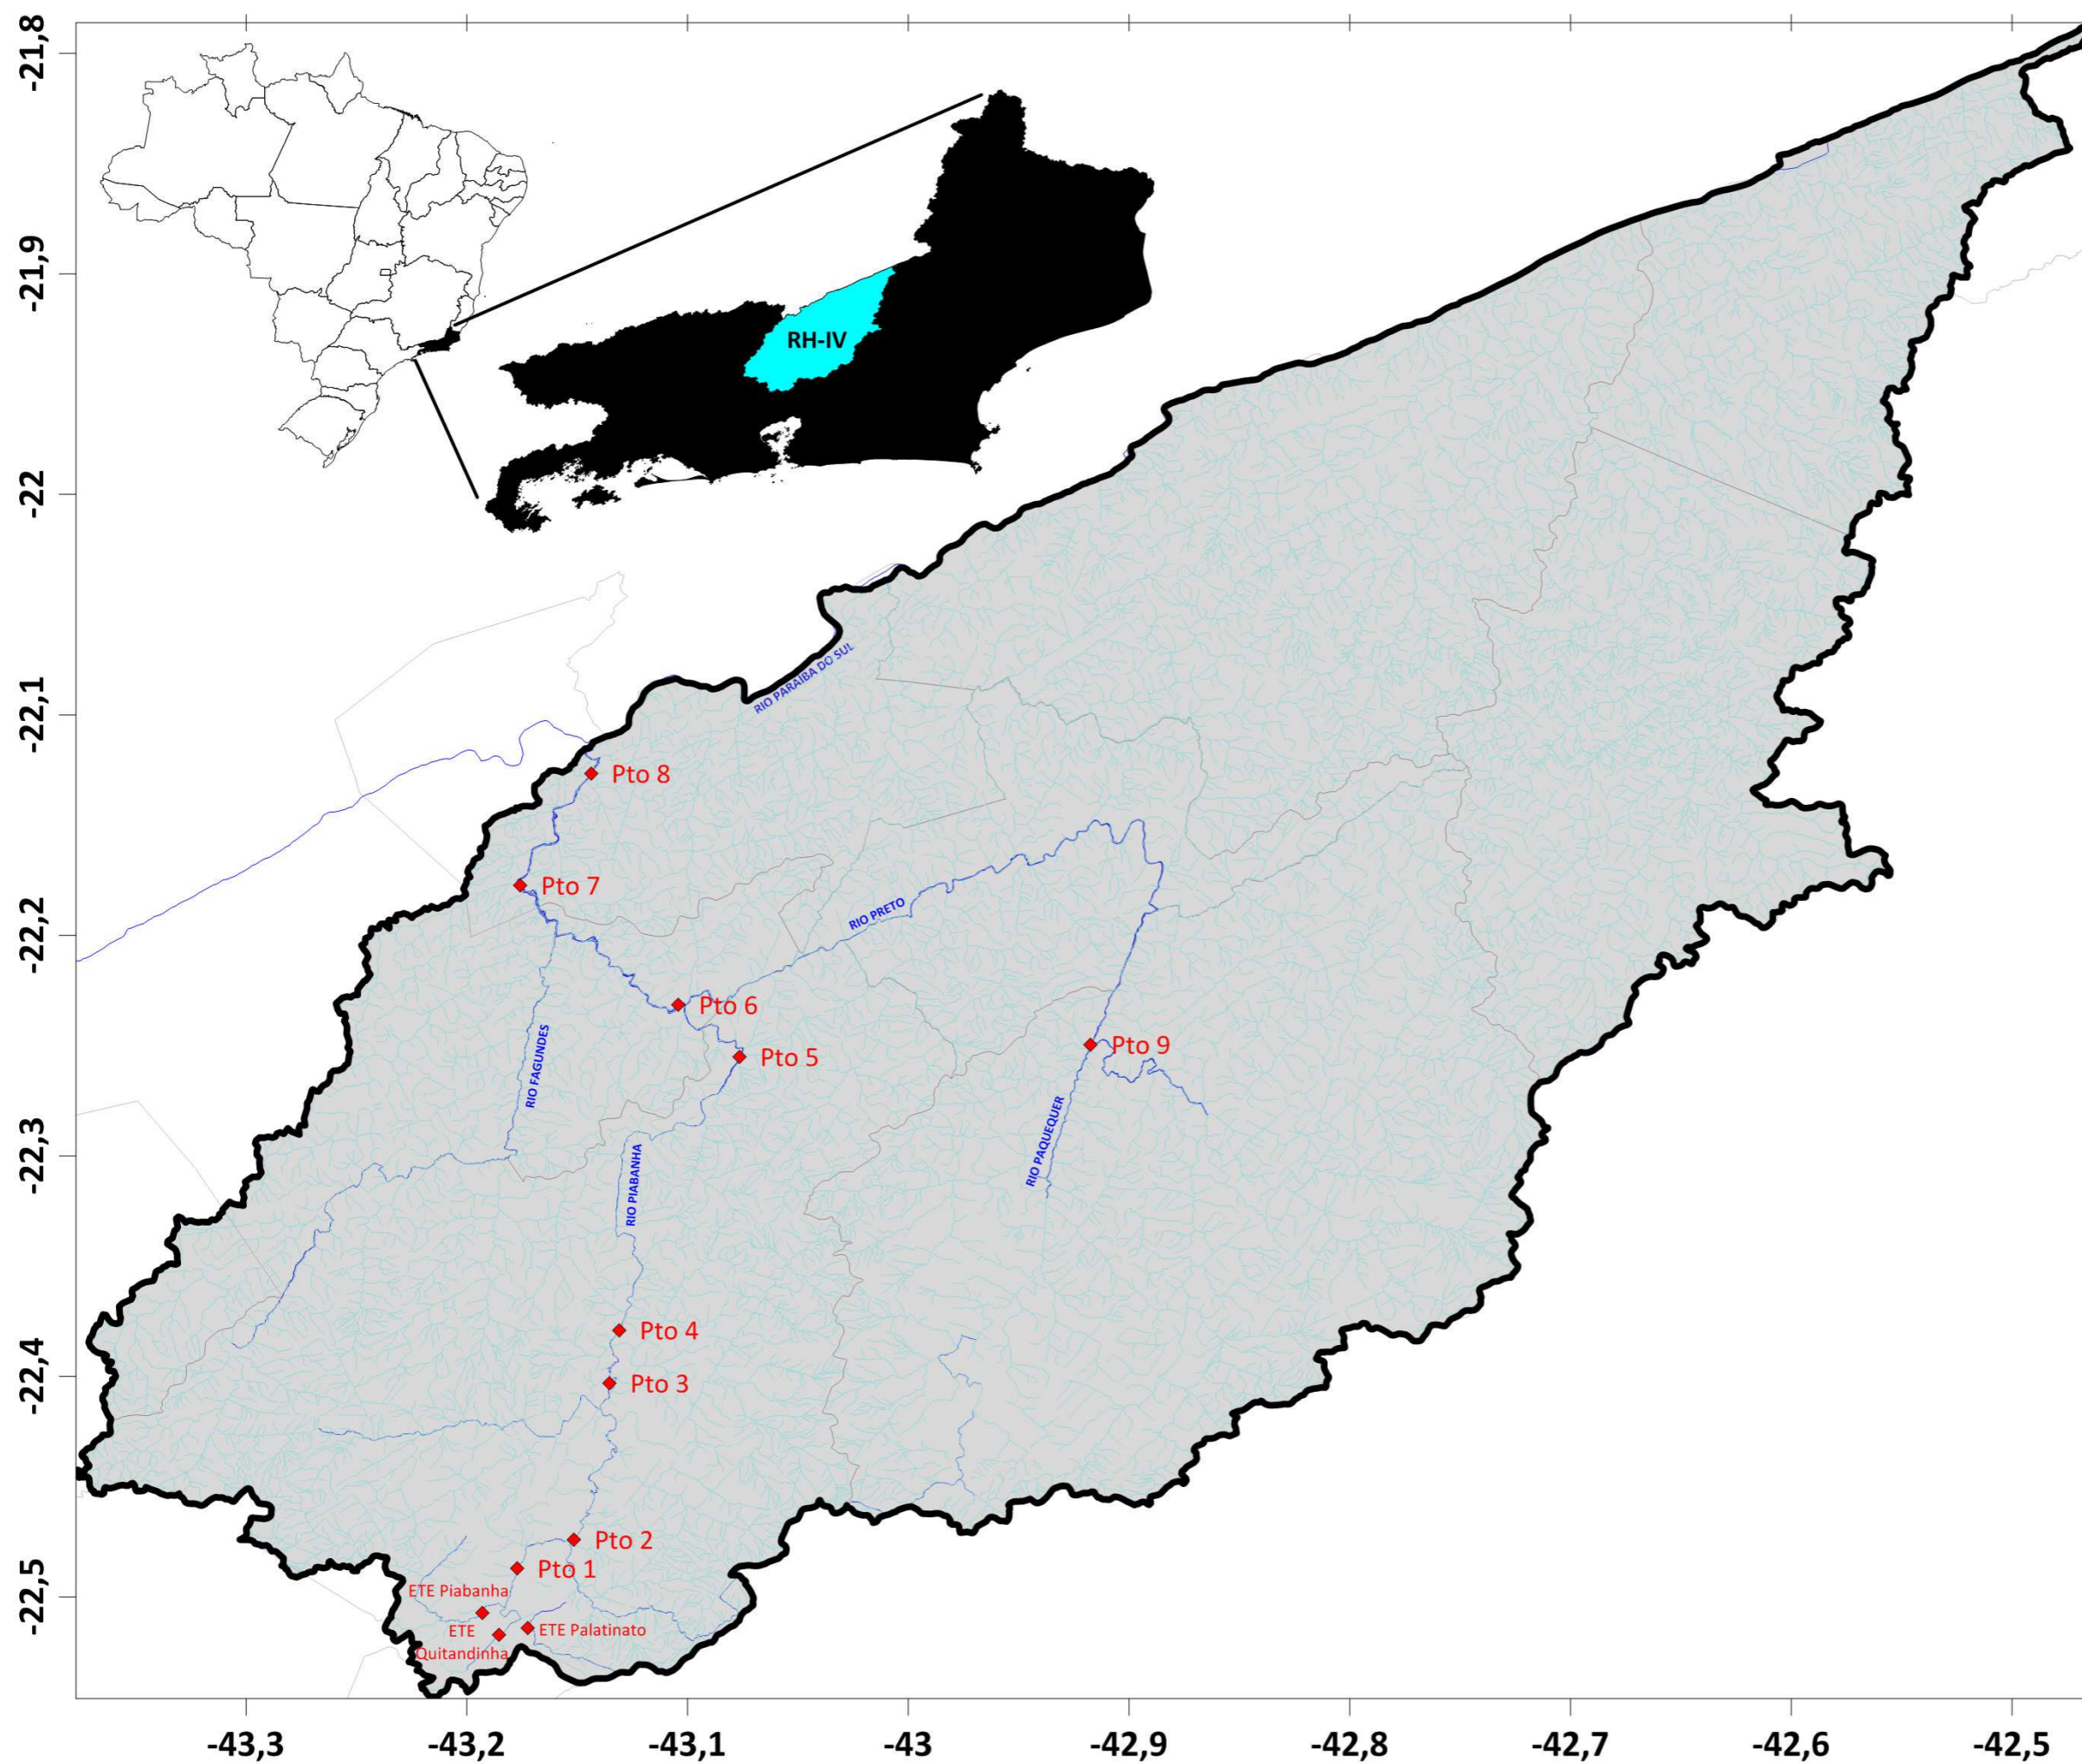 -21,8
-21,9
-22
-22,1
-22,2
-22,3
-22,4
-22,5
RH-IV
RIO PARAÍBA DO SUL
Pto 8
Pto 7
RIO PRETO
Pto 6
Pto 5
Pto 9
RIO FAGUNDES
RIO PIABANHA
RIO PAQUEQUER
Pto 4
Pto 3
Pto 2
Pto 1
ETE Piabanha
ETE
Quitandinha
ETE Palatinato
-43,3
-43,2
-43,1
-43
-42,9
-42,8
-42,7
-42,6
-42,5